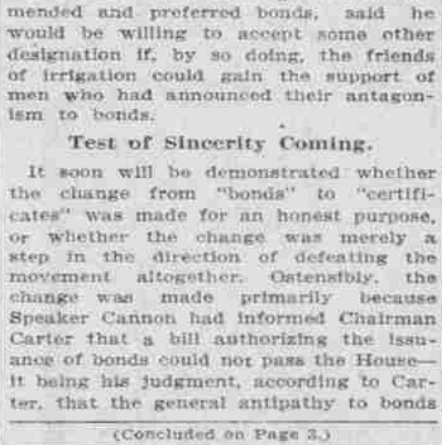 mended and preferred bonds, said he
would be willing to accept some other
designation if, by so doing, the friends
of irrigation could gain the support of
men who had announced their antagon-
ism to bonds.
Test of Sincerity Coming.
It soon will be demonstrated whether
the change from "bonds" to "certifi-
cates" was made for an honest purpose,
or whether the change was merely a
step in the direction of defeating the
movement altogether. Ostensibly, the
change was made primarily because
Speaker Cannon had informed Chairman
Carter that a bill authorizing the issu-
ance of bonds could not pass the House—
it being his judgment, according to Car-
ter, that the general antipathy to bonds
(Concluded on Page 3.)